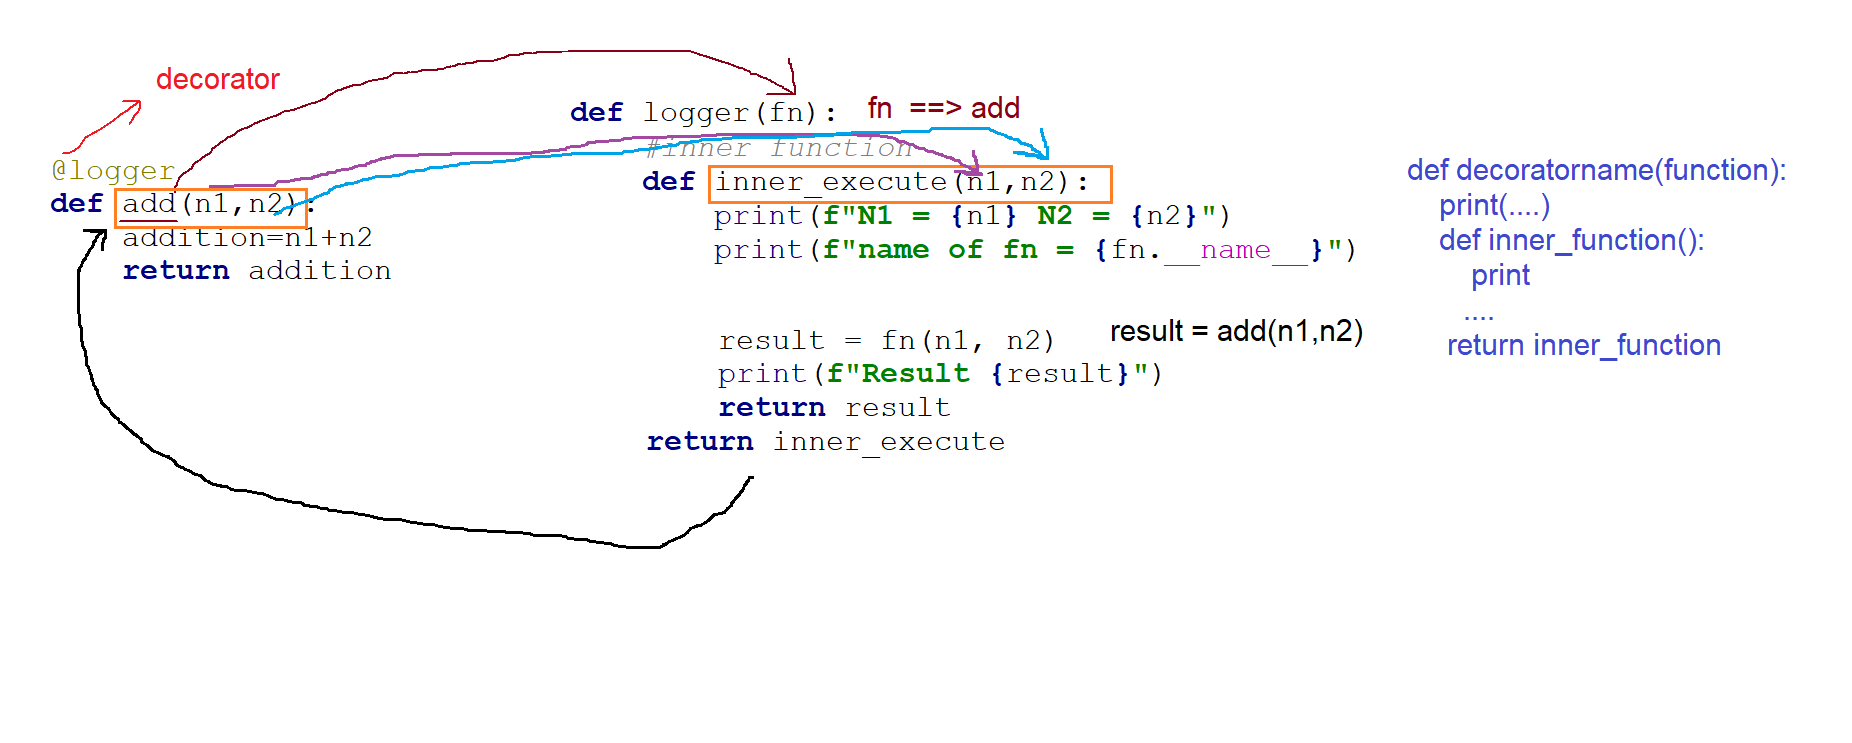 decorator
@logger
def add(n1,n2):
addition=n1+n2
return addition
def logger(fn): fn ==> add
#inner function
def inner_execute(n1,n2):
print(f"N1 = {n1} N2 = {n2}")
print(f"name of fn = {fn.__name__}")
result = fn(n1, n2) result = add(n1,n2)
print(f"Result {result}")
return result
return inner_execute
def decoratorname(function):
print(....)
def inner_function():
print
....
return inner_function